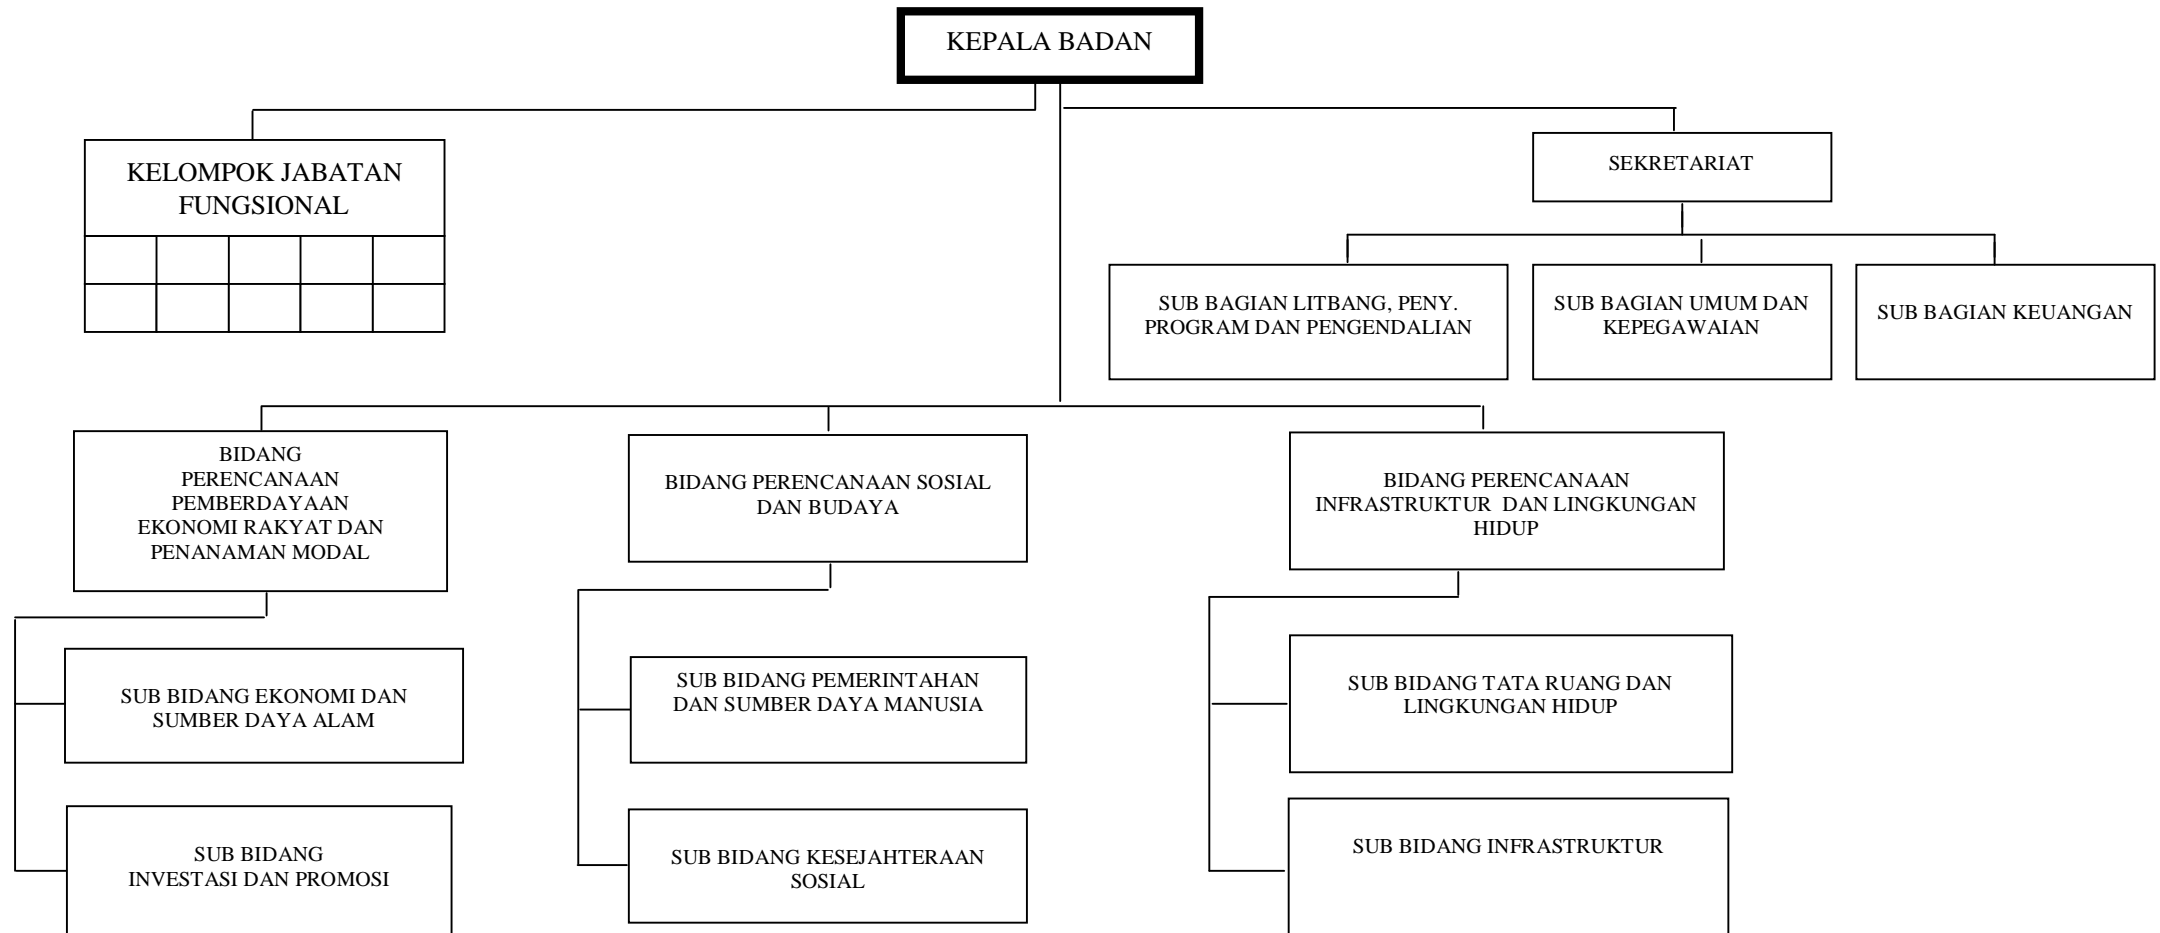 KEPALA BADAN
KELOMPOK JABATAN
FUNGSIONAL
SEKRETARIAT
SUB BAGIAN LITBANG, PENY.
PROGRAM DAN PENGENDALIAN
SUB BAGIAN UMUM DAN
KEPEGAWAIAN
SUB BAGIAN KEUANGAN
BIDANG
PERENCANAAN
PEMBERDAYAAN
EKONOMI RAKYAT DAN
PENANAMAN MODAL
BIDANG PERENCANAAN SOSIAL
DAN BUDAYA
BIDANG PERENCANAAN
INFRASTRUKTUR DAN LINGKUNGAN
HIDUP
SUB BIDANG EKONOMI DAN
SUMBER DAYA ALAM
SUB BIDANG PEMERINTAHAN
DAN SUMBER DAYA MANUSIA
SUB BIDANG TATA RUANG DAN
LINGKUNGAN HIDUP
SUB BIDANG
INVESTASI DAN PROMOSI
SUB BIDANG KESEJAHTERAAN
SOSIAL
SUB BIDANG INFRASTRUKTUR